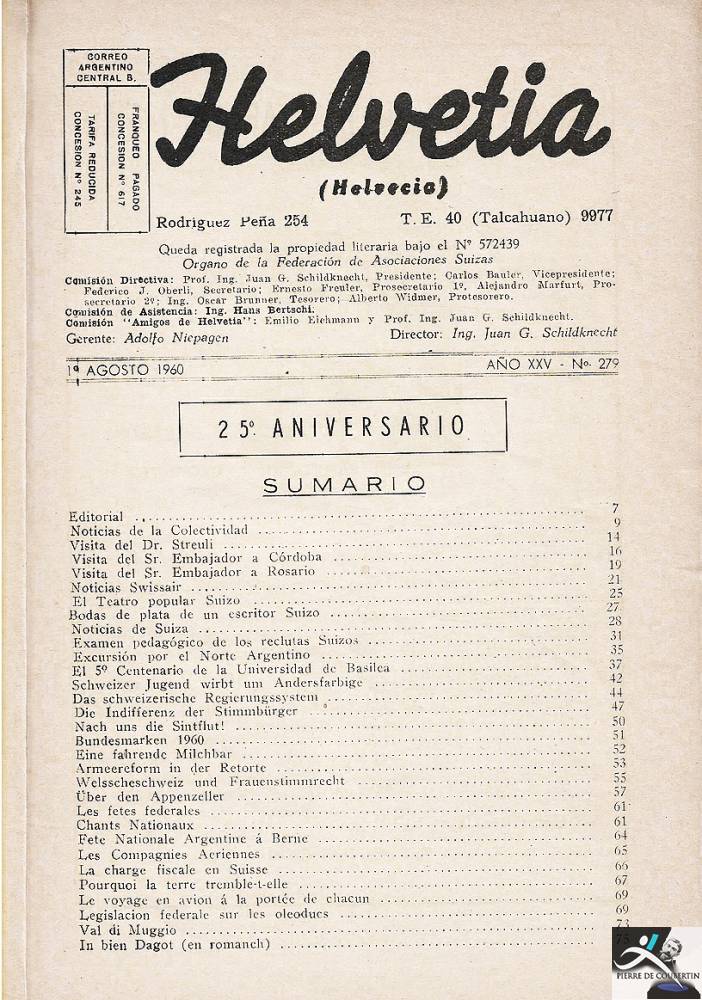 CORREO
ARGENTINO
CENTRAL B.
FRANQUEO PAGADO
CONCESION Nº 617
TARIFA REDUCIDA
CONCESION Nº 245
Helvetia
(Helvecia)
Rodríguez Peña 254 T. E. 40 (Talcahuano) 9977
Queda registrada la propiedad literaria bajo el Nº 572439
Organo de la Federación de Asociaciones Suizas
Comisión Directiva: Prof. Ing. Juan G. Schildknecht, Presidente; Carlos Bauler, Vicepresidente;
Federico J. Oberli, Secretario; Ernesto Freuler, Prosecretario 1º, Alejandro Marfurt, Pro-
secretario 2º; Ing. Oscar Brunner, Tesorero; Alberto Widmer, Protesorero.
Comisión de Asistencia: Ing. Hans Bertschi.
Comisión "Amigos de Helvetia": Emilio Eichmann y Prof. Ing. Juan G. Schildknecht.
Gerente: Adolfo Niepagen Director: Ing. Juan G. Schildknecht
1º AGOSTO 1960 AÑO XXV - No. 279
25º ANIVERSARIO
SUMARIO
Editorial 7
Noticias de la Colectividad 9
Visita del Dr. Streuli 14
Visita del Sr. Embajador a Córdoba 16
Visita del Sr. Embajador a Rosario 19
Noticias Swissair 21
El Teatro popular Suizo 25
Bodas de plata de un escritor Suizo 27
Noticias de Suiza 28
Examen pedagógico de los reclutas Suizos 31
Excursión por el Norte Argentino 35
El 5º Centenario de la Universidad de Basilea 37
Schweizer Jugend wirbt um Andersfarbige 42
Das schweizerische Regierungssystem 44
Die Indifferenz der Stimmbürger 47
Nach uns die Sintflut! 50
Bundesmarken 1960 51
Eine fahrende Milchbar 52
Armeereform in der Retorte 53
Welsscheschweiz und Frauenstimmrecht 55
Über den Appenzeller 57
Les fetes federales 61
Chants Nationaux 61
Fete Nationale Argentine á Berne 64
Les Compagnies Aeriennes 65
La charge fiscale en Suisse 66
Pourquoi la terre tremble-t-elle 67
Le voyage en avion á la portée de chacun 69
Legislacion federale sur les oleoducs 69
Val di Muggio 73
In bien Dagot (en romanch) 75
PIERRE DE COUBERTIN